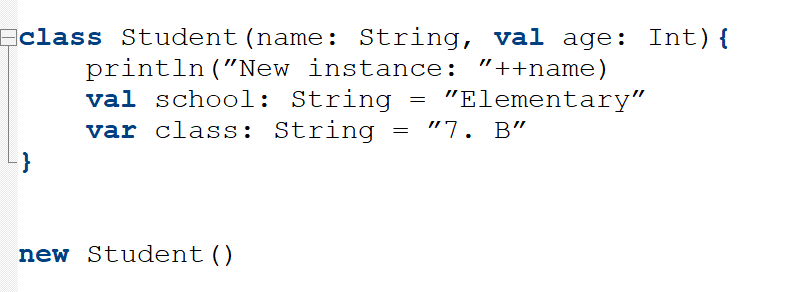 class Student(name: String, val age: Int){
    println(”New instance: ”++name)
    val school: String = ”Elementary”
    var class: String = ”7. B”
}
new Student()